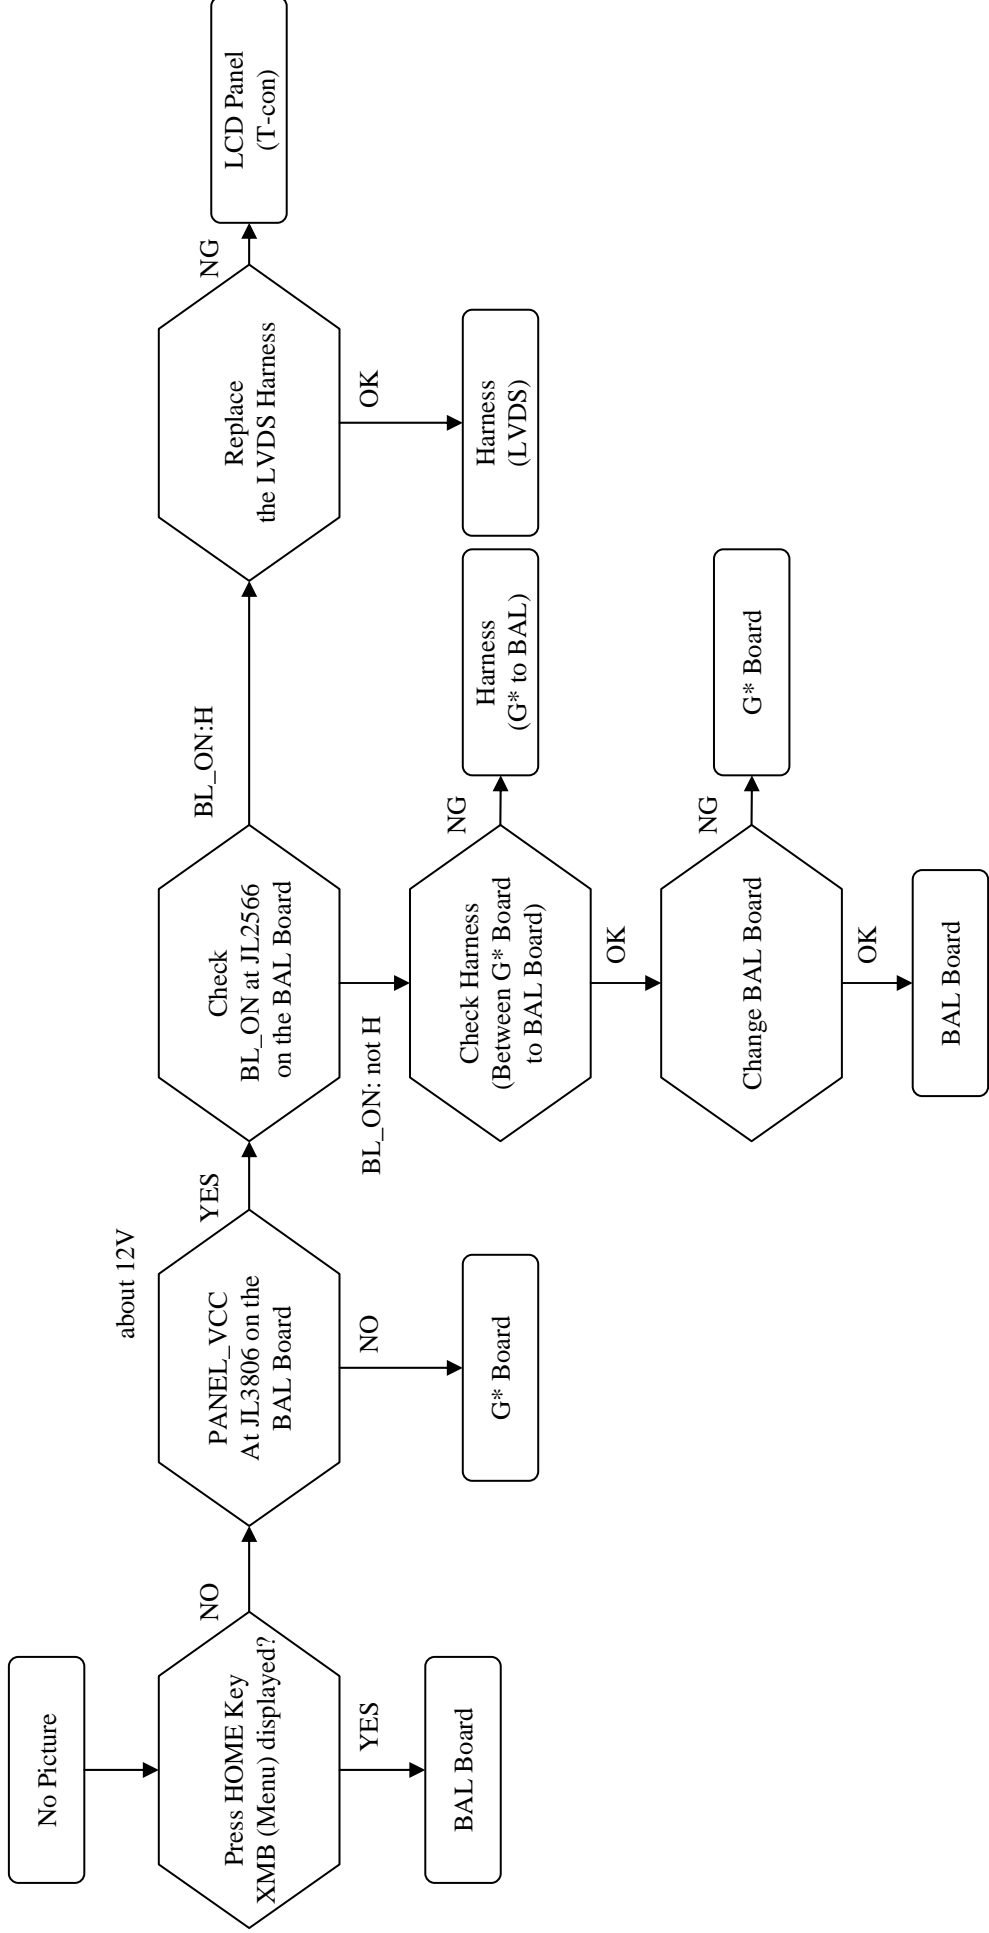 No Picture
Press HOME Key
XMB (Menu) displayed?
YES
BAL Board
NO
about 12V
PANEL_VCC
At JL3806 on the
BAL Board
NO
G* Board
YES
Check
BL_ON at JL2566
on the BAL Board
BL_ON: not H
Check Harness
(Between G* Board
to BAL Board)
NG
Harness
(G* to BAL)
OK
Change BAL Board
NG
G* Board
OK
BAL Board
BL_ON:H
Replace
the LVDS Harness
OK
Harness
(LVDS)
NG
LCD Panel
(T-con)